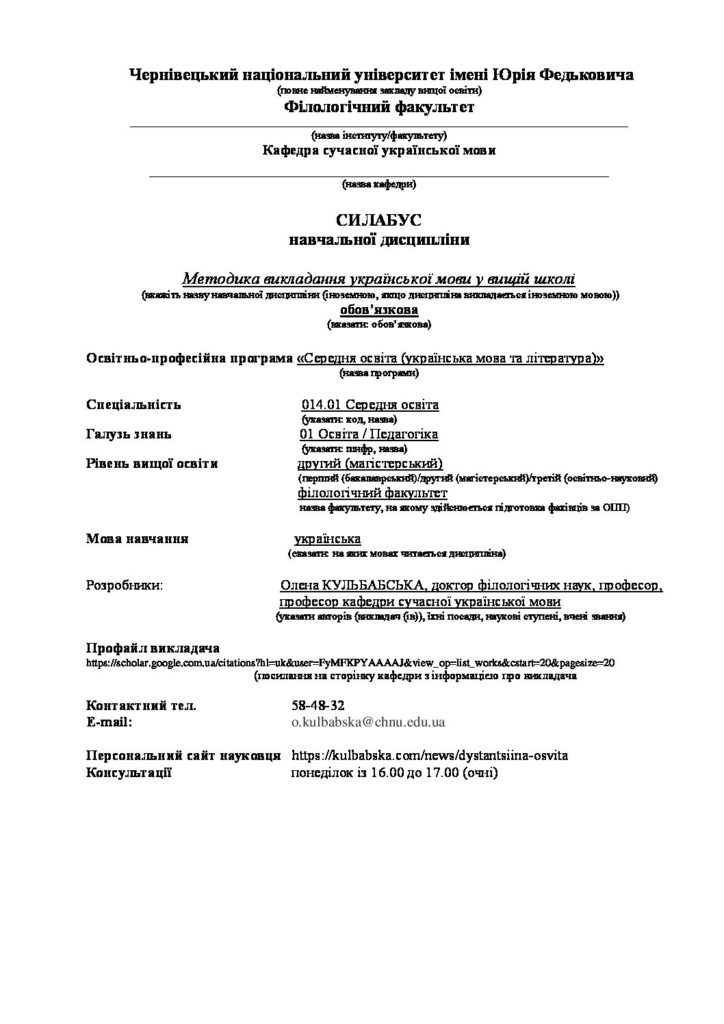 Чернівецький національний університет імені Юрія Федьковича
(повне найменування закладу вищої освіти)
Філологічний факультет
(назва інституту/факультету)
Кафедра сучасної української мови
(назва кафедри)
СИЛАБУС
навчальної дисципліни
Методика викладання української мови у вищій школі
(вкажіть назву навчальної дисципліни (іноземною, якщо дисципліна викладається іноземною мовою))
обов’язкова
(вказати: обов’язкова)
Освітньо-професійна програма «Середня освіта (українська мова та література)»
(назва програми)
Спеціальність 014.01 Середня освіта
(указати: код, назва)
Галузь знань 01 Освіта / Педагогіка
(указати: шифр, назва)
Рівень вищої освіти другий (магістерський)
(перший (бакалаврський)/другий (магістерський)/третій (освітньо-науковий)
філологічний факультет
назва факультету, на якому здійснюється підготовка фахівців за ОПП)
Мова навчання українська
(вказати: на яких мовах читається дисципліна)
Розробники: Олена КУЛЬБАБСЬКА, доктор філологічних наук, професор,
професор кафедри сучасної української мови
(указати авторів (викладач (ів)), їхні посади, наукові ступені, вчені звання)
Профайл викладача
https://scholar.google.com.ua/citations?hl=uk&user=FyMFKPYAAAAJ&view_op=list_works&cstart=20&pagesize=20
(посилання на сторінку кафедри з інформацією про викладача
Контактний тел. 58-48-32
E-mail: o.kulbabska@chnu.edu.ua
Персональний сайт науковця https://kulbabska.com/news/dystantsiina-osvita
Консультації понеділок із 16.00 до 17.00 (очні)